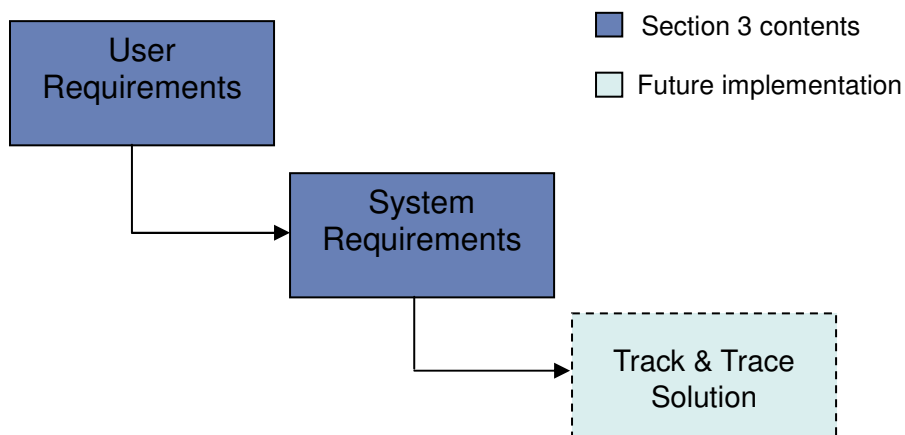 User
Requirements
Section 3 contents
Future implementation
System
Requirements
Track & Trace
Solution